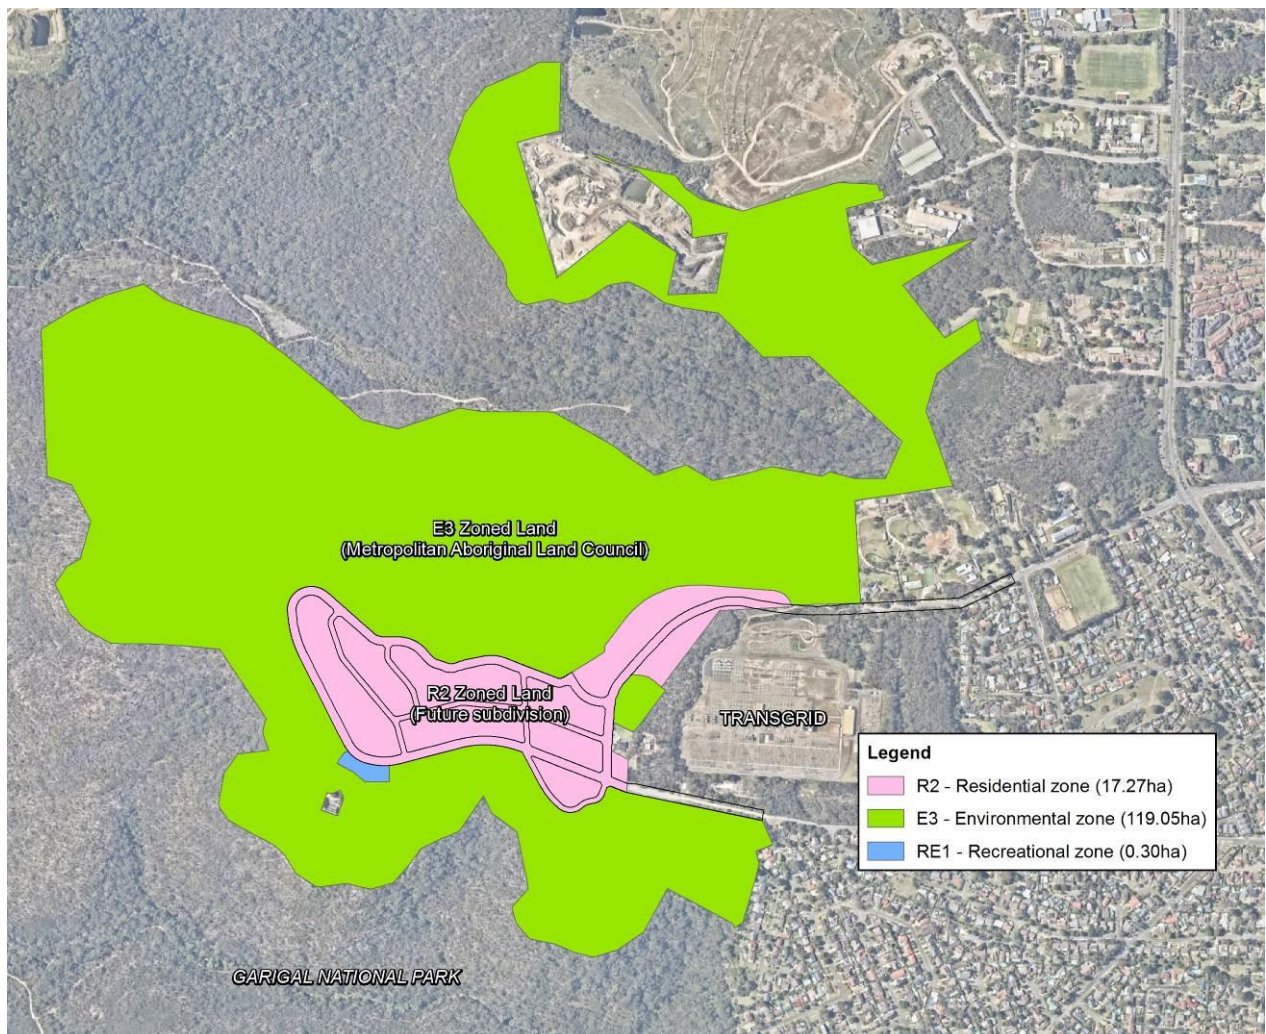 E3 Zoned Land
(Metropolitan Aboriginal Land Council)
R2 Zoned Land
(Future subdivision)
TRANSGRID
Legend
R2 - Residential zone (17.27ha)
E3 - Environmental zone (119.05ha)
RE1 - Recreational zone (0.30ha)
GARIGAL NATIONAL PARK